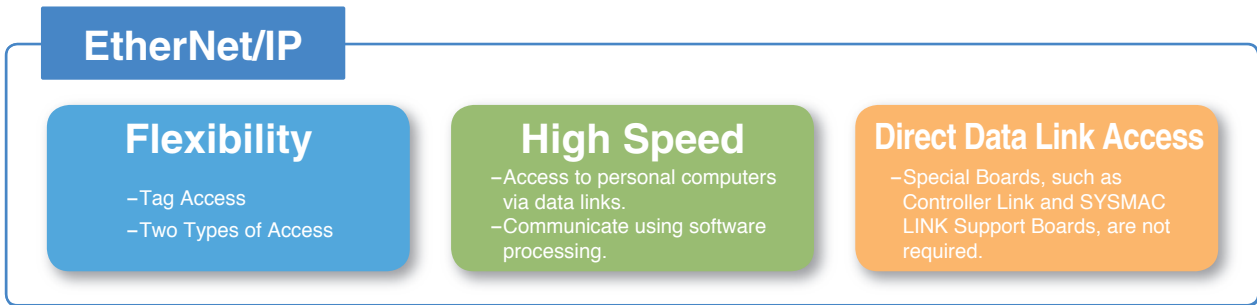 EtherNet/IP
Flexibility
–Tag Access
–Two Types of Access
High Speed
–Access to personal computers
via data links.
–Communicate using software
processing.
Direct Data Link Access
–Special Boards, such as
Controller Link and SYSMAC
LINK Support Boards, are not
required.